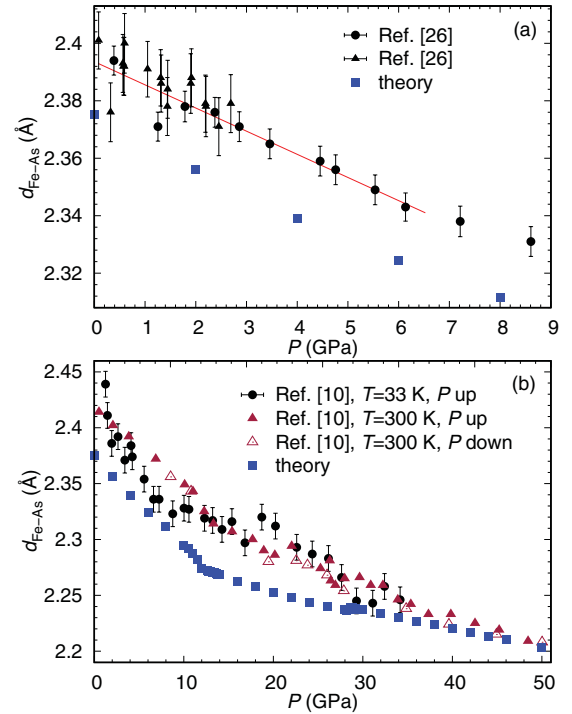 (a)
Ref. [26]
Ref. [26]
theory
2.4
2.38
2.36
2.34
2.32
d_Fe−As (Å)
0 1 2 3 4 5 6 7 8 9
P (GPa)
(b)
Ref. [10], T=33 K, P up
Ref. [10], T=300 K, P up
Ref. [10], T=300 K, P down
theory
2.45
2.4
2.35
2.3
2.25
2.2
d_Fe−As (Å)
0 10 20 30 40 50
P (GPa)